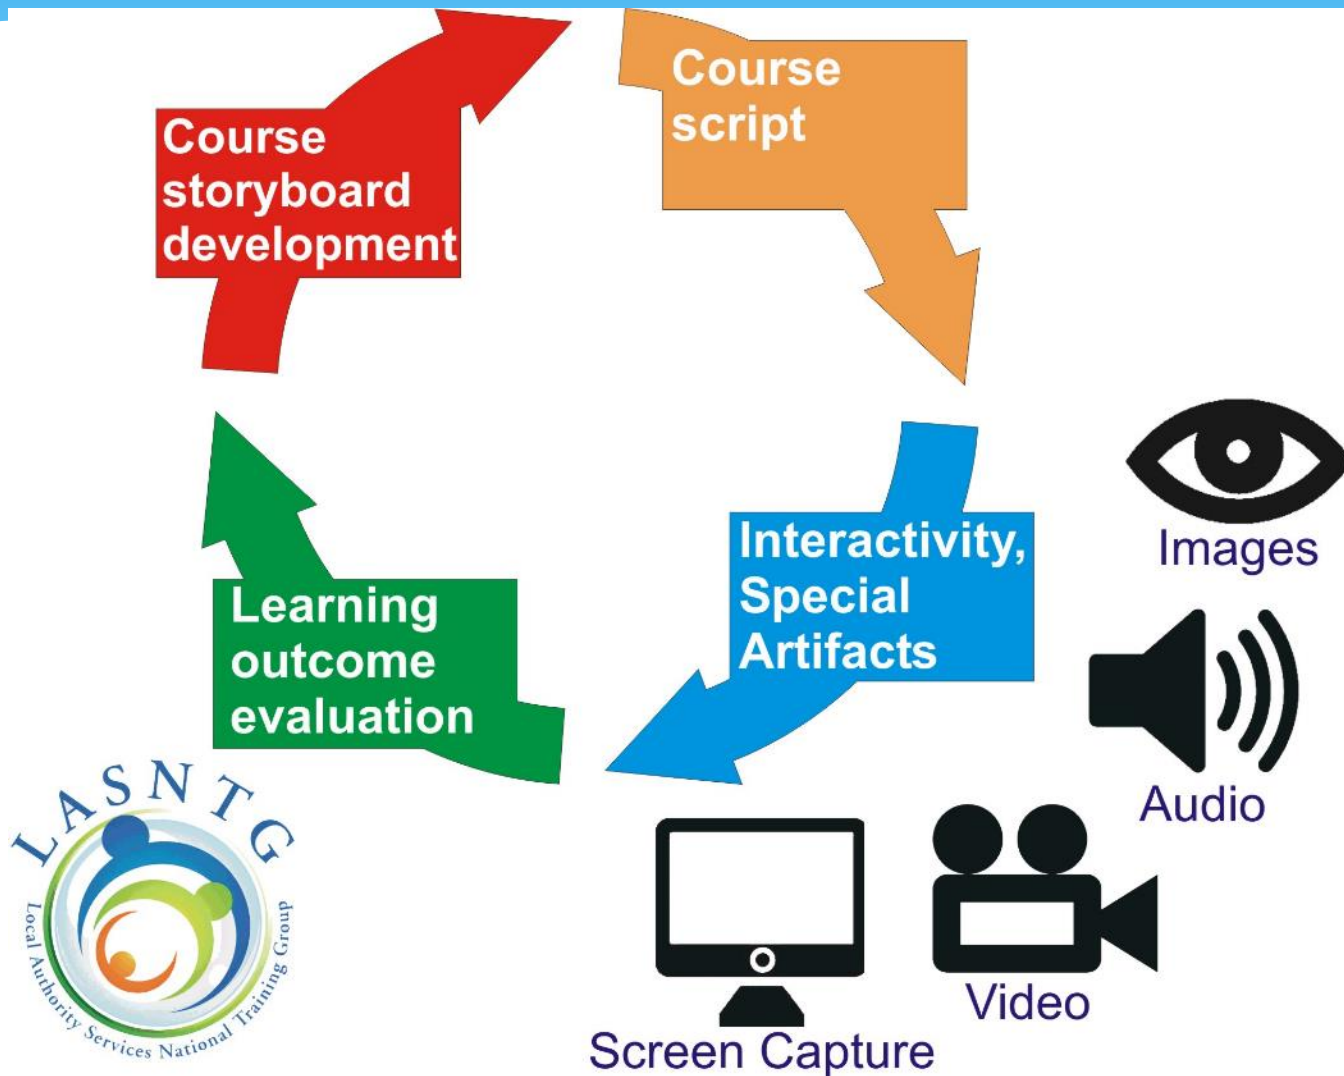 Course
storyboard
development
Course
script
Interactivity,
Special
Artifacts
Learning
outcome
evaluation
Images
Audio
Video
Screen Capture
LASNTG
Local Authority Services National Training Group